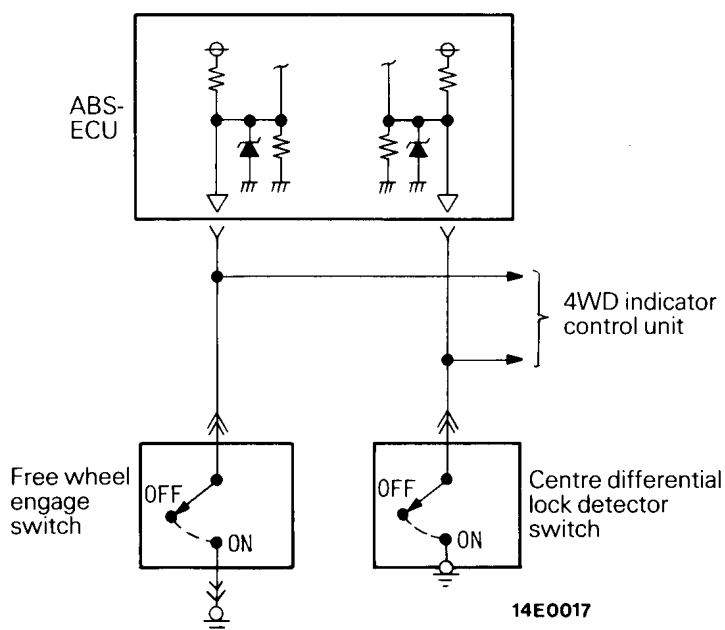 ABS-
ECU
4WD indicator
control unit
Free wheel
engage
switch
OFF
ON
OFF
ON
Centre differential
lock detector
switch
14E0017